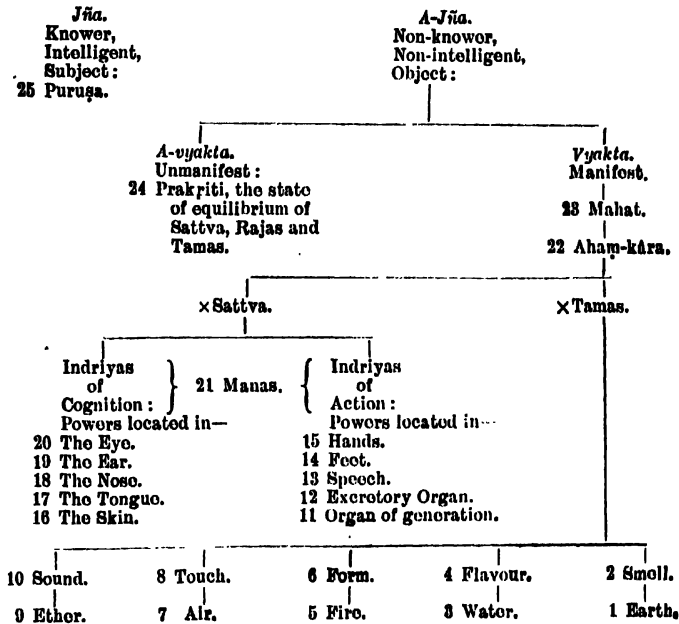 Jña.
Knower,
Intelligent,
Subject:
25 Puruṣa.
A-Jña.
Non-knower,
Non-intelligent,
Object:
A-vyakta.
Unmanifest:
24 Prakṛiti, the state
of equilibrium of
Sattva, Rajas and
Tamas.
Vyakta.
Manifest.
23 Mahat.
22 Ahaṃ-kâra.
×Sattva.
×Tamas.
Indriyas
of
Cognition:
21 Manas.
Indriyas
of
Action:
Powers located in—
20 The Eye.
19 The Ear.
18 The Nose.
17 The Tongue.
16 The Skin.
Powers located in—
15 Hands.
14 Feet.
13 Speech.
12 Excretory Organ.
11 Organ of generation.
10 Sound. 8 Touch. 6 Form. 4 Flavour. 2 Smell.
9 Ether. 7 Air. 5 Fire. 3 Water. 1 Earth.